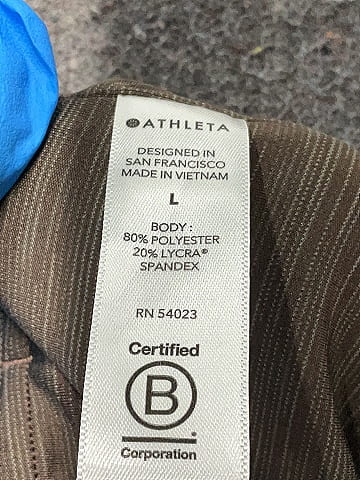 ATHLETA
DESIGNED IN
SAN FRANCISCO
MADE IN VIETNAM
L
BODY :
80% POLYESTER
20% LYCRA®
SPANDEX
RN 54023
Certified
B
Corporation